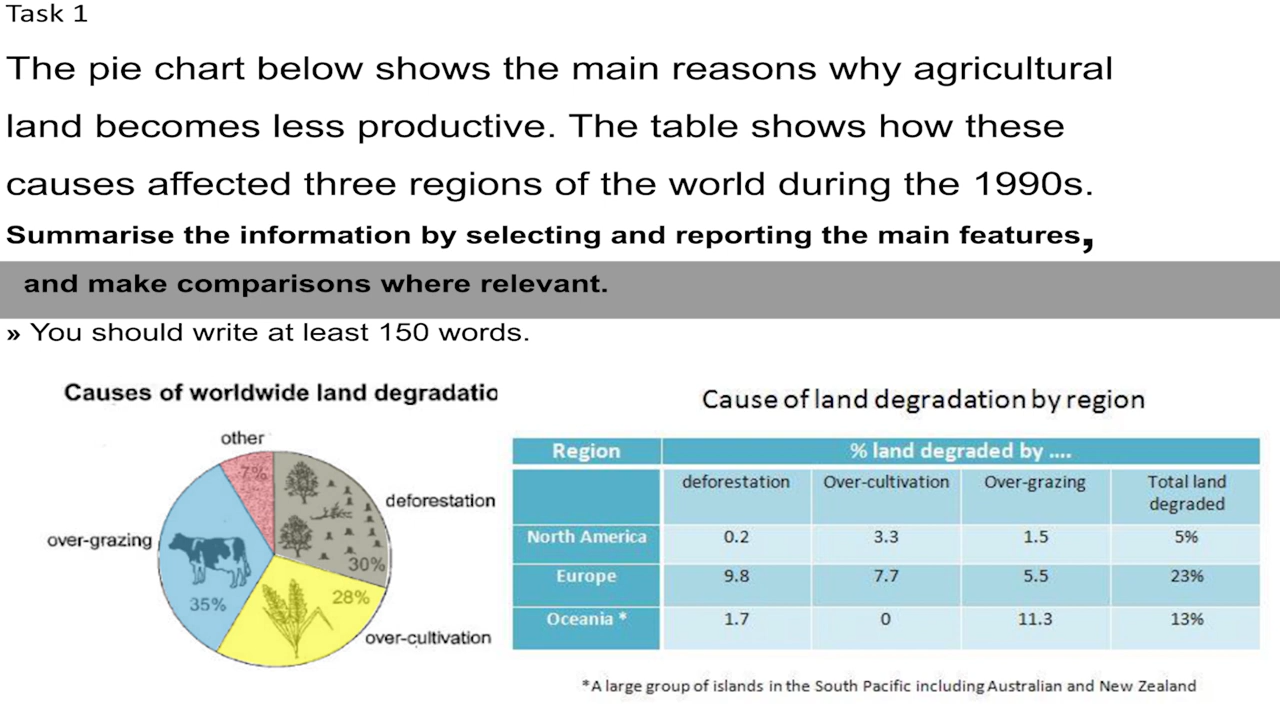 Task 1
The pie chart below shows the main reasons why agricultural
land becomes less productive. The table shows how these
causes affected three regions of the world during the 1990s.
Summarise the information by selecting and reporting the main features,
and make comparisons where relevant.
» You should write at least 150 words.
Causes of worldwide land degradatio
other
7%
deforestation
over-grazing
30%
35%
28%
over-cultivation
Cause of land degradation by region
Region % land degraded by ....
deforestation Over-cultivation Over-grazing Total land
degraded
North America 0.2 3.3 1.5 5%
Europe 9.8 7.7 5.5 23%
Oceania * 1.7 0 11.3 13%
*A large group of islands in the South Pacific including Australian and New Zealand